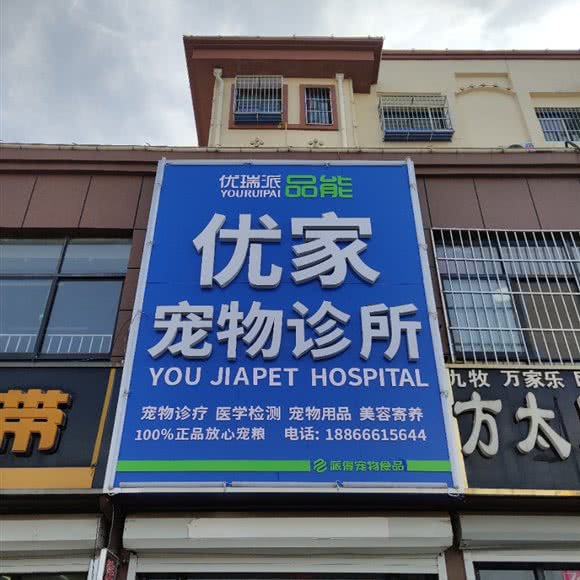 优瑞派 品能
YOURUIPAI
优家
宠物诊所
YOU JIAPET HOSPITAL
宠物诊疗 医学检测 宠物用品 美容寄养
100%正品放心宠粮 电话: 18866615644
派得宠物食品
带
九牧 万家乐
方太